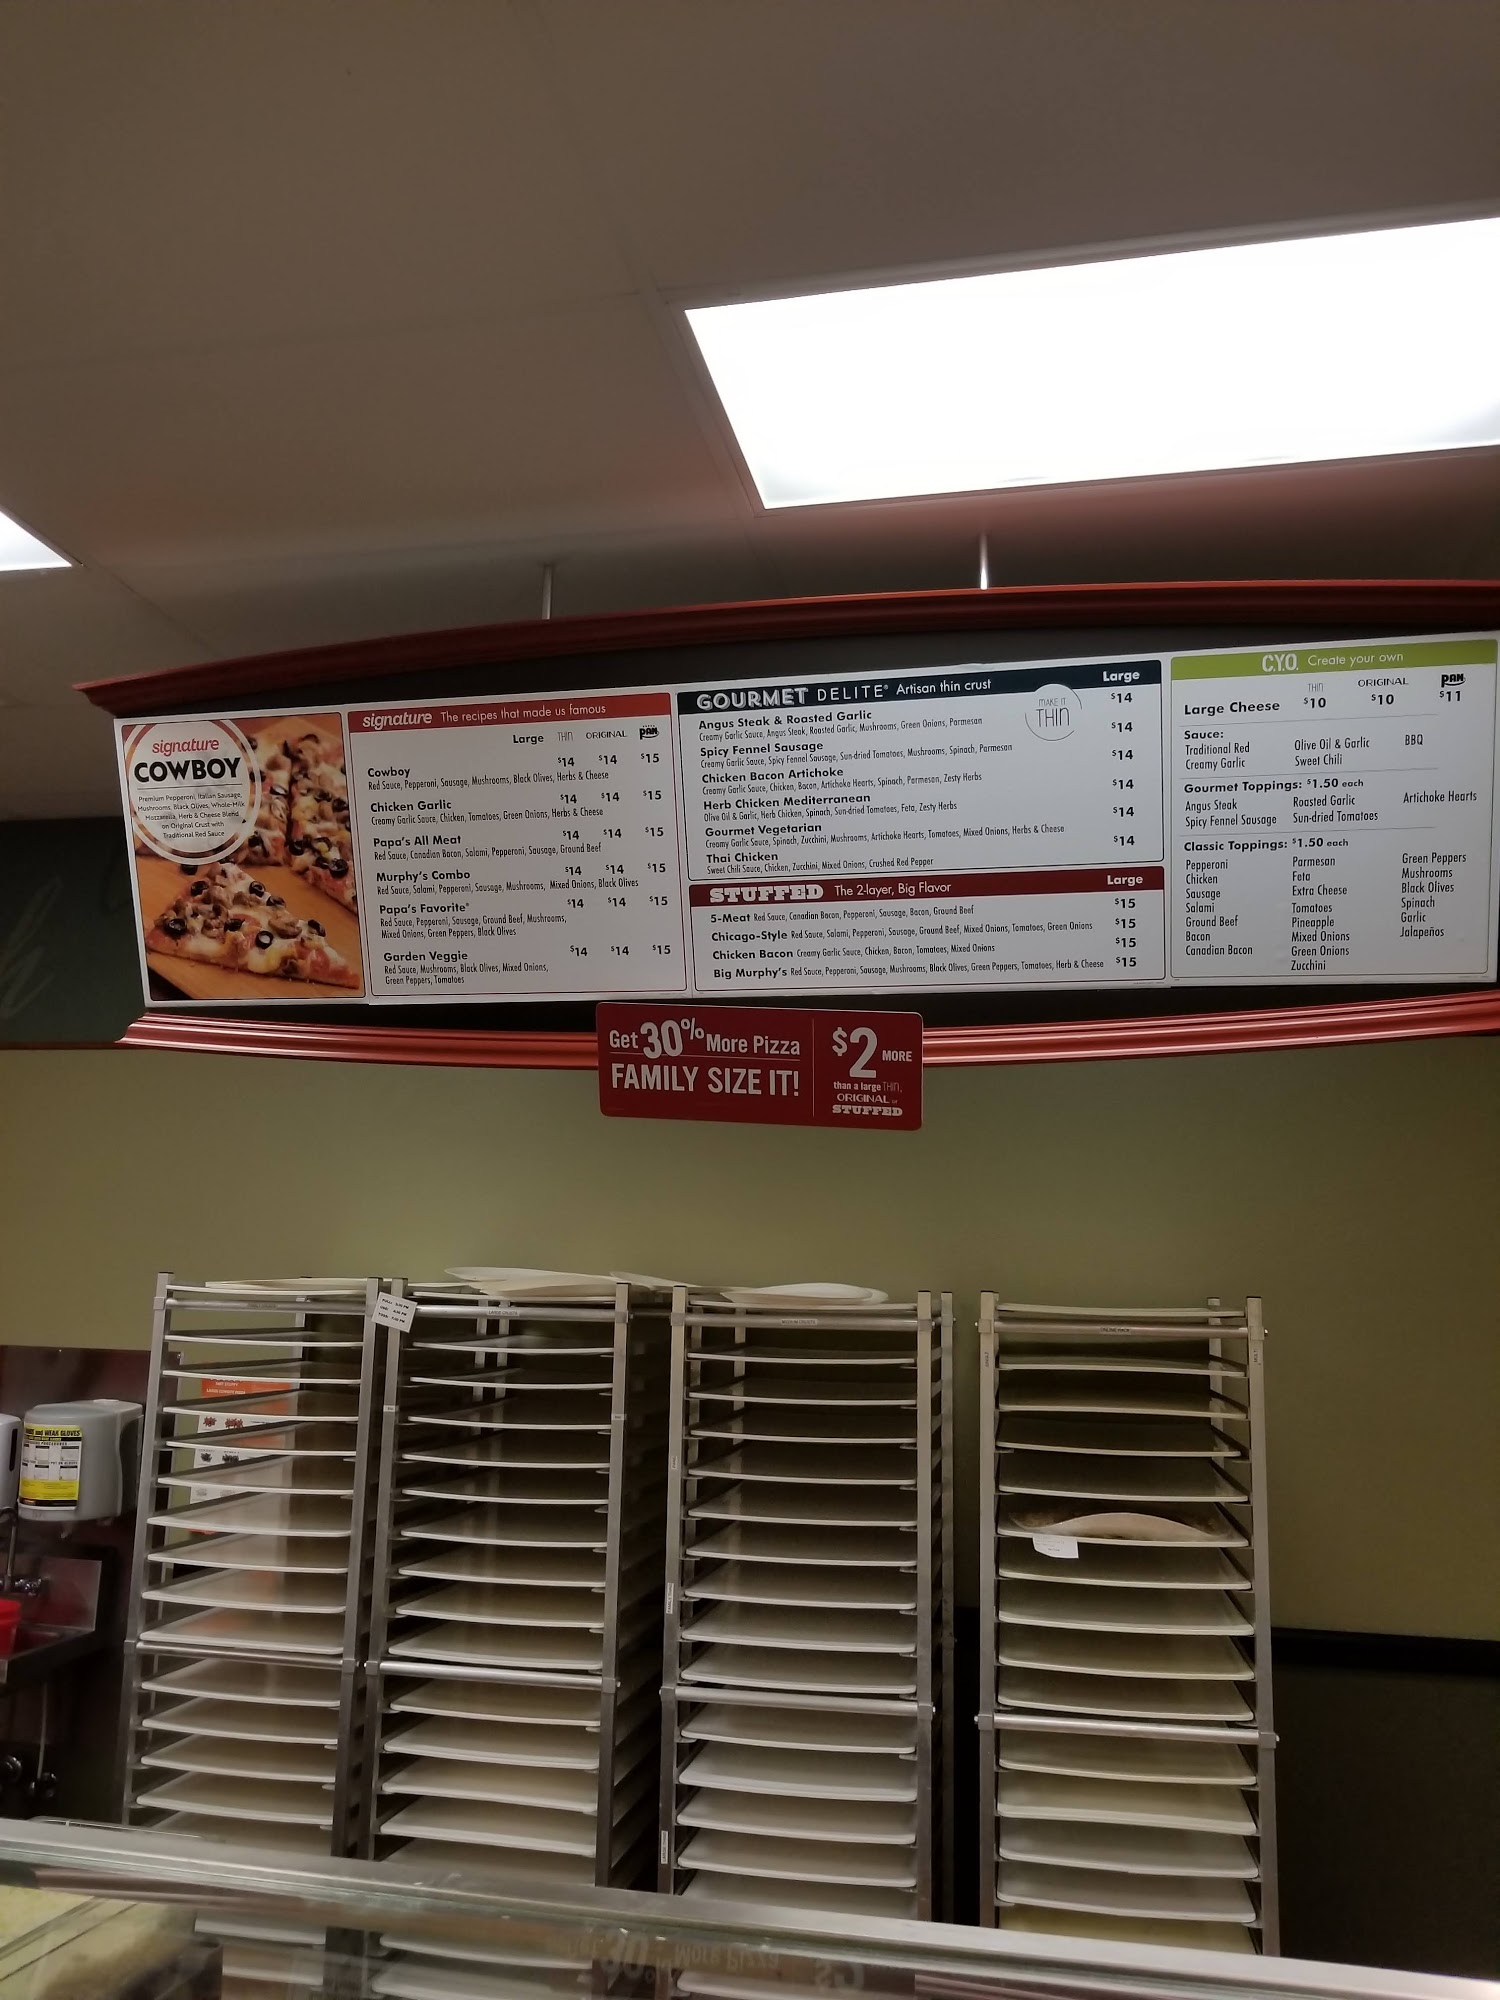 signature
COWBOY
Premium Pepperoni, Italian Sausage,
Mushrooms, Black Olives, Whole-Milk
Mozzarella, Herb & Cheese Blend
on Original Crust with
Traditional Red Sauce
signature The recipes that made us famous
Large THIN ORIGINAL PAN
Cowboy $14 $14 $15
Red Sauce, Pepperoni, Sausage, Mushrooms, Black Olives, Herbs & Cheese
Chicken Garlic $14 $14 $15
Creamy Garlic Sauce, Chicken, Tomatoes, Green Onions, Herbs & Cheese
Papa's All Meat $14 $14 $15
Red Sauce, Canadian Bacon, Salami, Pepperoni, Sausage, Ground Beef
Murphy's Combo $14 $14 $15
Red Sauce, Salami, Pepperoni, Sausage, Mushrooms, Mixed Onions, Black Olives
Papa's Favorite® $14 $14 $15
Red Sauce, Pepperoni, Sausage, Ground Beef, Mushrooms,
Mixed Onions, Green Peppers, Black Olives
Garden Veggie $14 $14 $15
Red Sauce, Mushrooms, Black Olives, Mixed Onions,
Green Peppers, Tomatoes
GOURMET DELITE® Artisan thin crust Large
MAKE IT
THIN
Angus Steak & Roasted Garlic $14
Creamy Garlic Sauce, Angus Steak, Roasted Garlic, Mushrooms, Green Onions, Parmesan
Spicy Fennel Sausage $14
Creamy Garlic Sauce, Spicy Fennel Sausage, Sun-dried Tomatoes, Mushrooms, Spinach, Parmesan
Chicken Bacon Artichoke $14
Creamy Garlic Sauce, Chicken, Bacon, Artichoke Hearts, Spinach, Parmesan, Zesty Herbs
Herb Chicken Mediterranean $14
Olive Oil & Garlic, Herb Chicken, Spinach, Sun-dried Tomatoes, Feta, Zesty Herbs
Gourmet Vegetarian $14
Creamy Garlic Sauce, Spinach, Zucchini, Mushrooms, Artichoke Hearts, Tomatoes, Mixed Onions, Herbs & Cheese
Thai Chicken $14
Sweet Chili Sauce, Chicken, Zucchini, Mixed Onions, Crushed Red Pepper
STUFFED The 2-layer, Big Flavor Large
5-Meat Red Sauce, Canadian Bacon, Pepperoni, Sausage, Bacon, Ground Beef $15
Chicago-Style Red Sauce, Salami, Pepperoni, Sausage, Ground Beef, Mixed Onions, Tomatoes, Green Onions $15
Chicken Bacon Creamy Garlic Sauce, Chicken, Bacon, Tomatoes, Mixed Onions $15
Big Murphy's Red Sauce, Pepperoni, Sausage, Mushrooms, Black Olives, Green Peppers, Tomatoes, Herb & Cheese $15
C.Y.O. Create your own
THIN ORIGINAL PAN
Large Cheese $10 $10 $11
Sauce:
Traditional Red Olive Oil & Garlic BBQ
Creamy Garlic Sweet Chili
Gourmet Toppings: $1.50 each
Angus Steak Roasted Garlic Artichoke Hearts
Spicy Fennel Sausage Sun-dried Tomatoes
Classic Toppings: $1.50 each
Pepperoni Parmesan Green Peppers
Chicken Feta Mushrooms
Sausage Extra Cheese Black Olives
Salami Tomatoes Spinach
Ground Beef Pineapple Garlic
Bacon Mixed Onions Jalapeños
Canadian Bacon Green Onions
Zucchini
Get 30% More Pizza
FAMILY SIZE IT!
$2 MORE
than a large THIN,
ORIGINAL or
STUFFED
and WEAR GLOVES